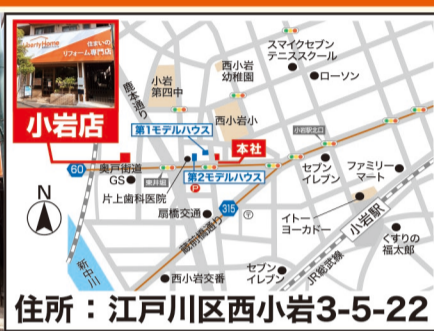 LibertyHome
住まいの
リフォーム専門店
小岩店
鹿本通り
小岩
第四中
西小岩
幼稚園
スマイクセブン
テニススクール
ローソン
西小岩小
第1モデルハウス
本社
小岩駅北口
60
奥戸街道
GS
東井堀
第2モデルハウス
P
片上歯科医院
セブン
イレブン
ファミリー
マート
N
扇橋交通
315
蔵前橋通り
イトー
ヨーカドー
小岩駅
くすりの
福太郎
新中川
西小岩交番
セブン
イレブン
JR総武線
住所：江戸川区西小岩3-5-22